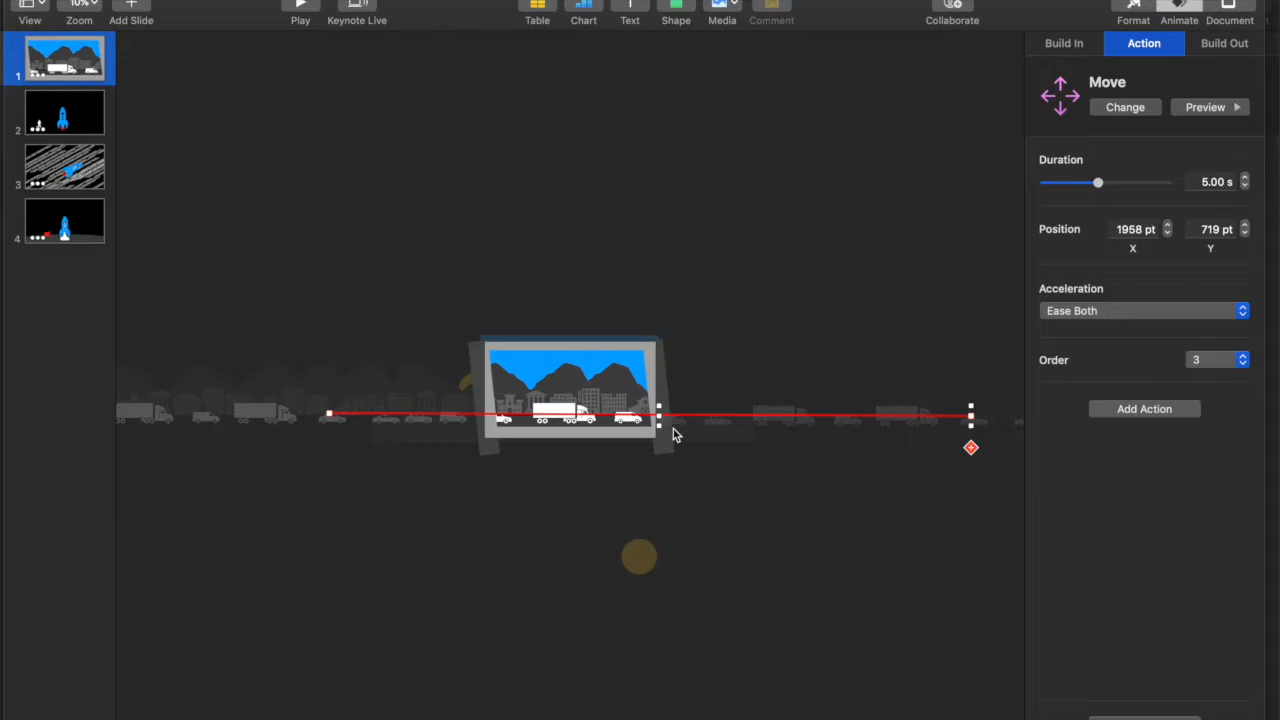 10%
View Zoom Add Slide Play Keynote Live Table Chart Text Shape Media Comment Collaborate Format Animate Document
Build In Action Build Out
1
Move
Change Preview
2
Duration
3
5.00 s
4
Position 1958 pt 719 pt
X Y
Acceleration
Ease Both
Order 3
Add Action